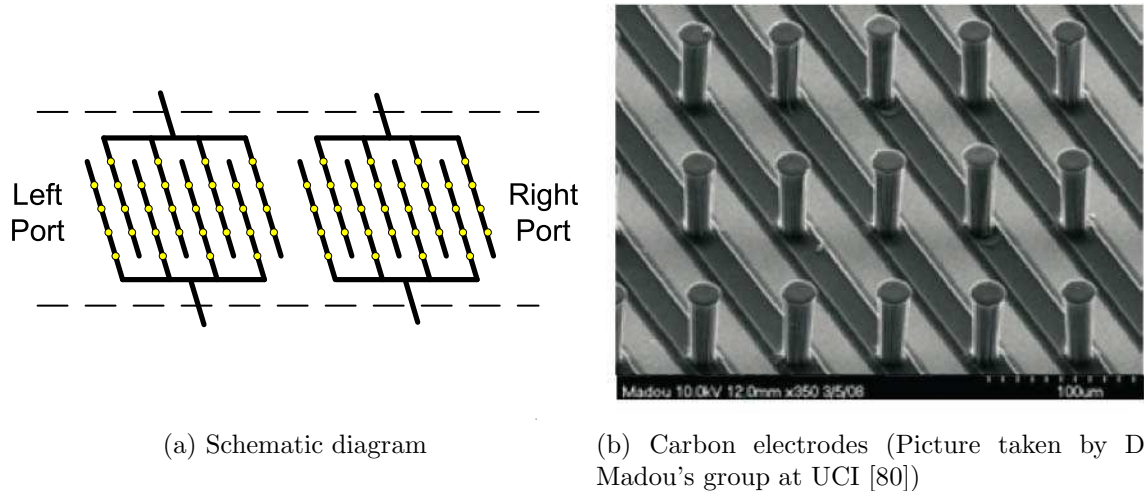 Left
Port
Right
Port
Madou 10.0kV 12.0mm x350 3/5/08
100um
(a) Schematic diagram
(b) Carbon electrodes (Picture taken by D
Madou's group at UCI [80])